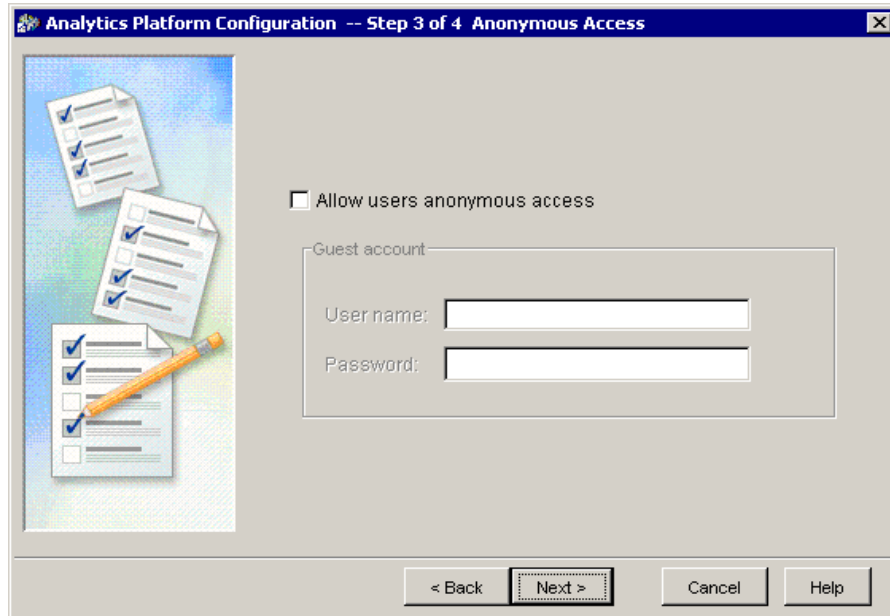 Analytics Platform Configuration -- Step 3 of 4 Anonymous Access
Allow users anonymous access
Guest account
User name:
Password:
< Back
Next >
Cancel
Help